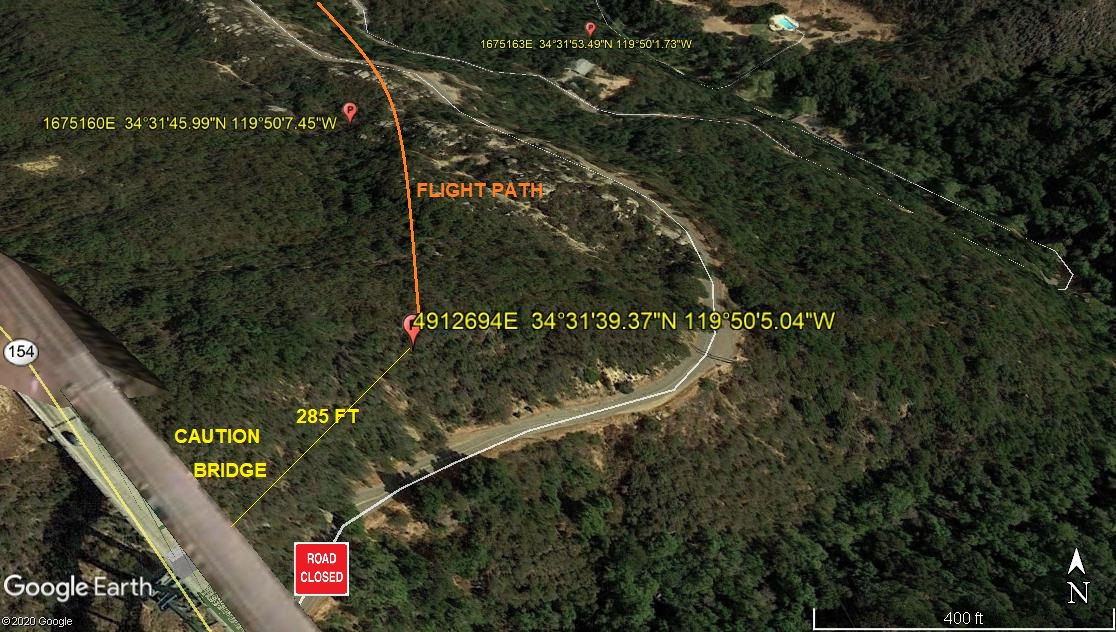 1675163E 34°31'53.49"N 119°50'1.73"W
1675160E 34°31'45.99"N 119°50'7.45"W
FLIGHT PATH
4912694E 34°31'39.37"N 119°50'5.04"W
154
285 FT
CAUTION
BRIDGE
ROAD
CLOSED
Google Earth
©2020 Google
N
400 ft